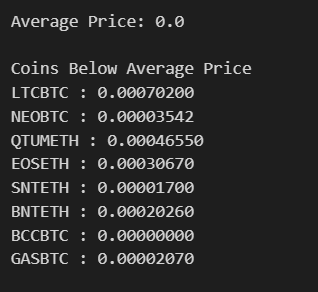 Average Price: 0.0
Coins Below Average Price
LTCBTC : 0.00070200
NEOBTC : 0.00003542
QTUMETH : 0.00046550
EOSETH : 0.00030670
SNTETH : 0.00001700
BNTETH : 0.00020260
BCCBTC : 0.00000000
GASBTC : 0.00002070